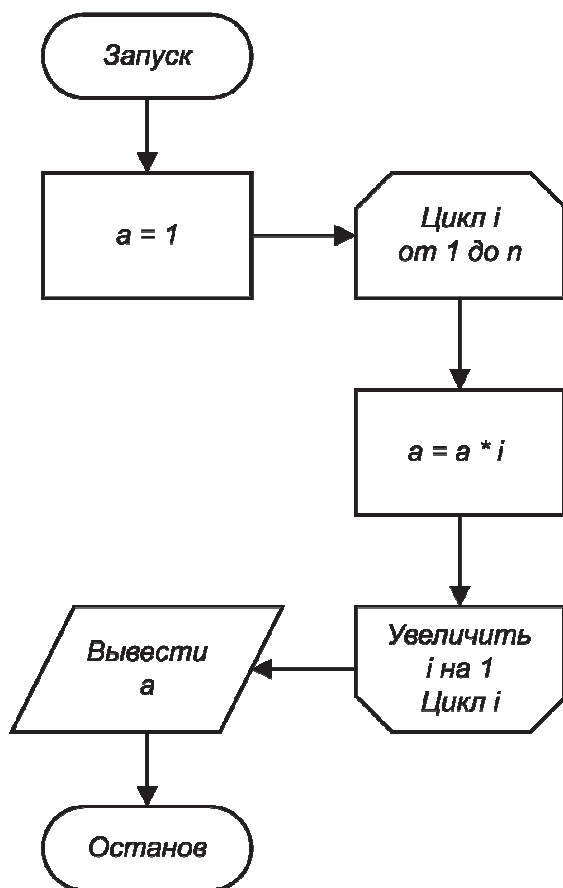 Запуск
a = 1
Цикл i
от 1 до n
a = a * i
Увеличить
i на 1
Цикл i
Вывести
a
Останов